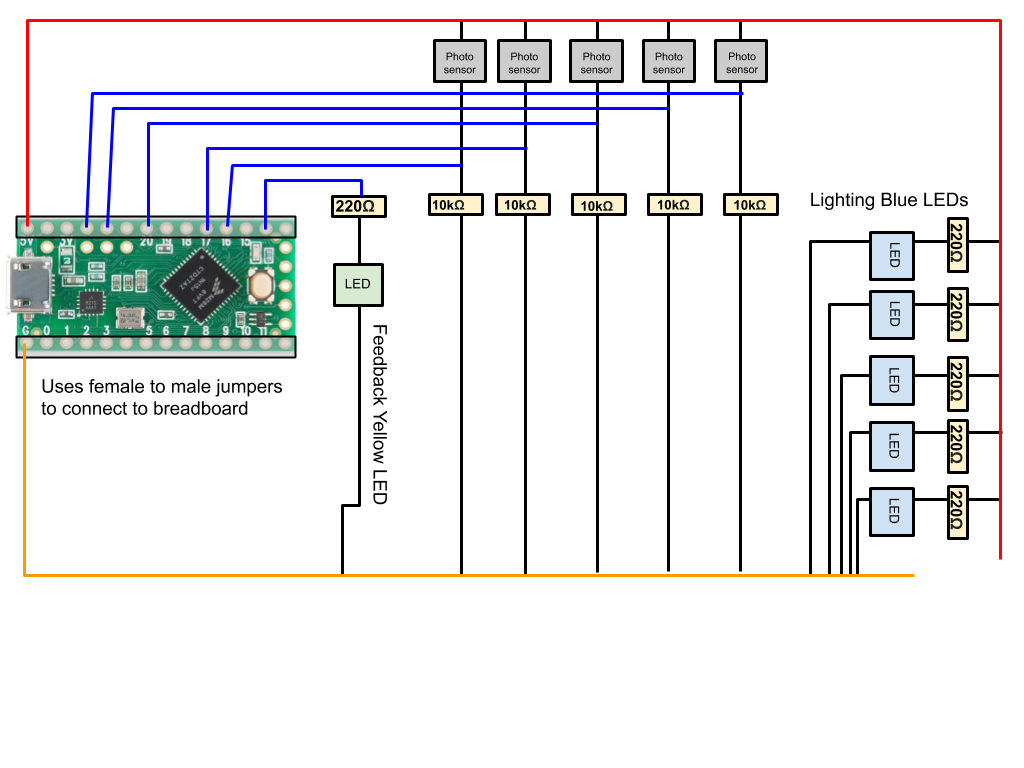 Photo
sensor
Photo
sensor
Photo
sensor
Photo
sensor
Photo
sensor
220Ω
10kΩ
10kΩ
10kΩ
10kΩ
10kΩ
Lighting Blue LEDs
5V 3V 20 19 18 17 16 15
G 0 1 2 3 5 6 7 8 9 10 11
LED
Feedback Yellow LED
Uses female to male jumpers
to connect to breadboard
LED
220Ω
LED
220Ω
LED
220Ω
LED
220Ω
LED
220Ω